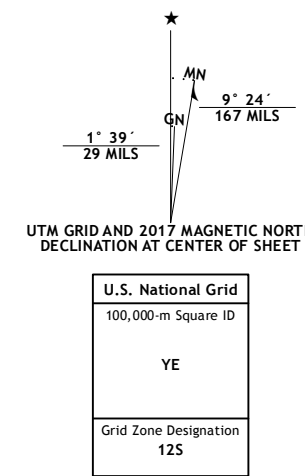 ★
MN
GN
9° 24´
167 MILS
1° 39´
29 MILS
UTM GRID AND 2017 MAGNETIC NORT
DECLINATION AT CENTER OF SHEET
U.S. National Grid
100,000-m Square ID
YE
Grid Zone Designation
12S